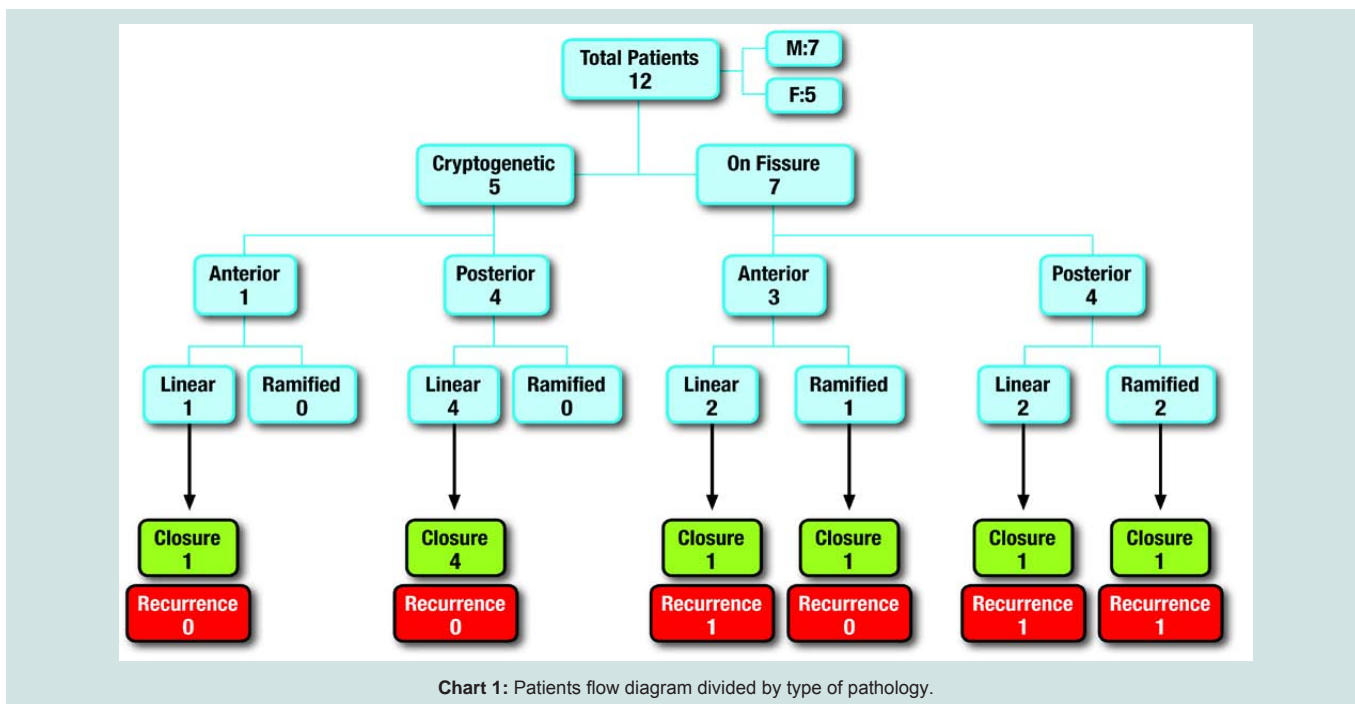 Total Patients
12
M:7
F:5
Cryptogenetic
5
On Fissure
7
Anterior
1
Posterior
4
Anterior
3
Posterior
4
Linear
1
Ramified
0
Linear
4
Ramified
0
Linear
2
Ramified
1
Linear
2
Ramified
2
Closure
1
Closure
4
Closure
1
Closure
1
Closure
1
Closure
1
Recurrence
0
Recurrence
0
Recurrence
1
Recurrence
0
Recurrence
1
Recurrence
1
Chart 1: Patients flow diagram divided by type of pathology.